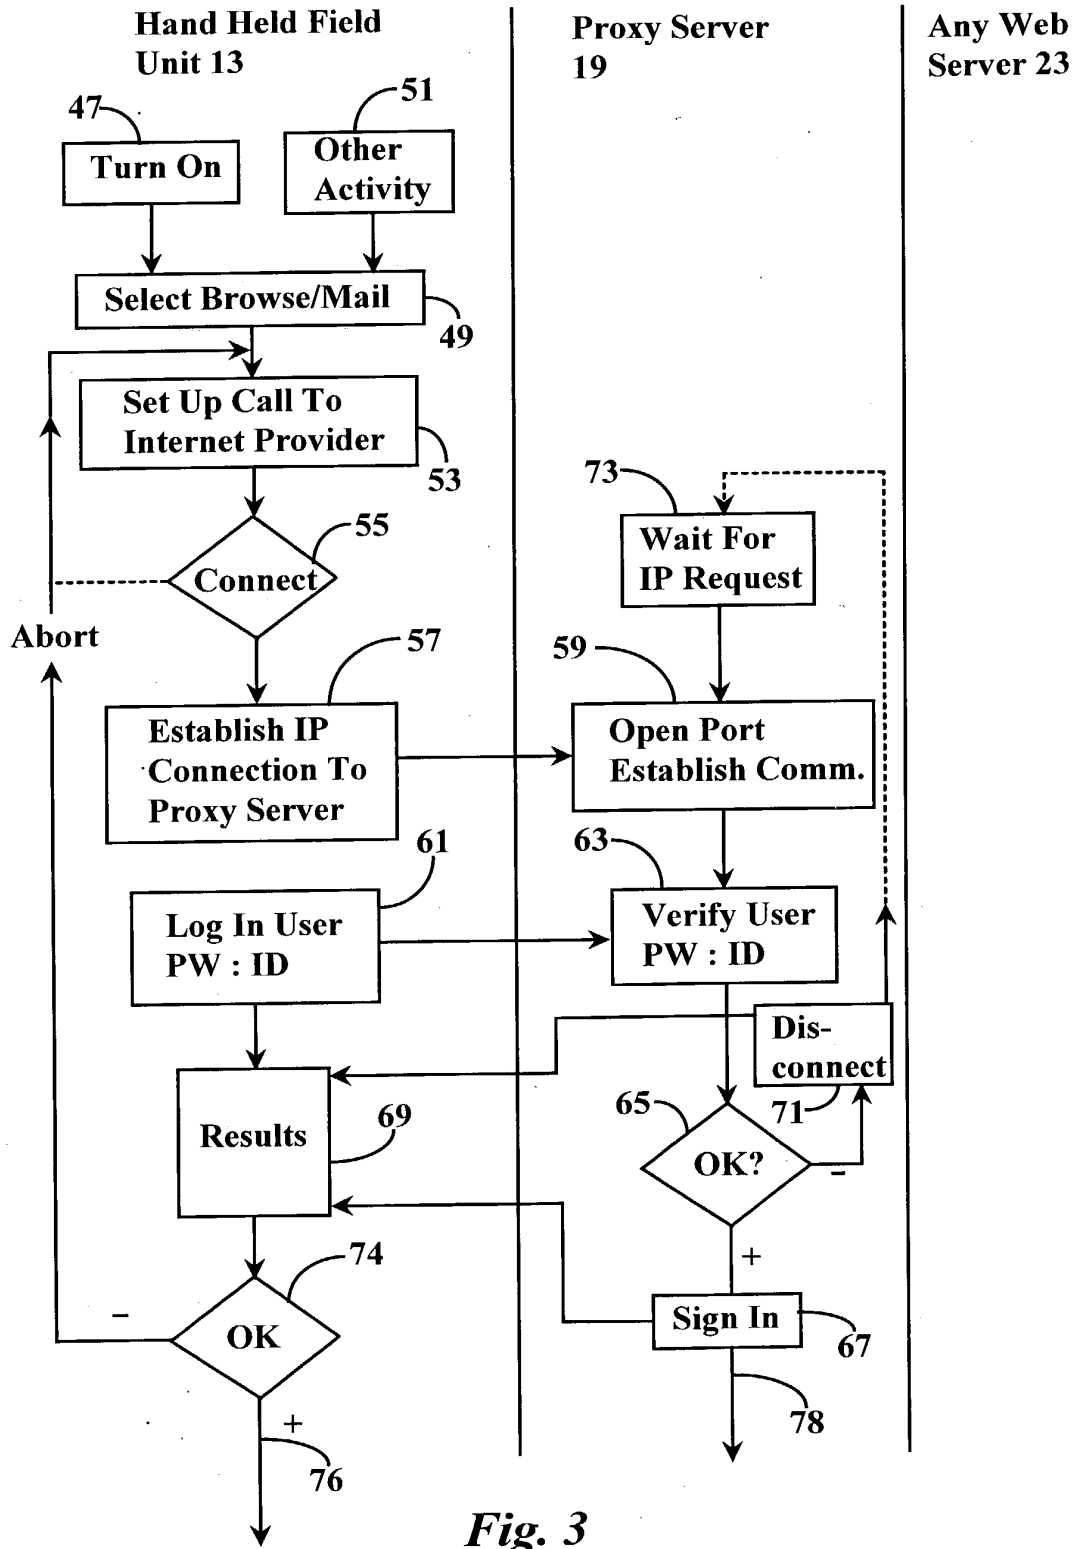 Hand Held Field
Unit 13
Proxy Server
19
Any Web
Server 23
47
51
Turn On
Other
Activity
Select Browse/Mail
49
Set Up Call To
Internet Provider
53
73
55
Wait For
IP Request
Connect
Abort
57
59
Establish IP
Connection To
Proxy Server
Open Port
Establish Comm.
61
63
Log In User
PW : ID
Verify User
PW : ID
Dis-
connect
71
65
69
Results
OK?
-
+
74
-
OK
Sign In
67
+
76
78
Fig. 3